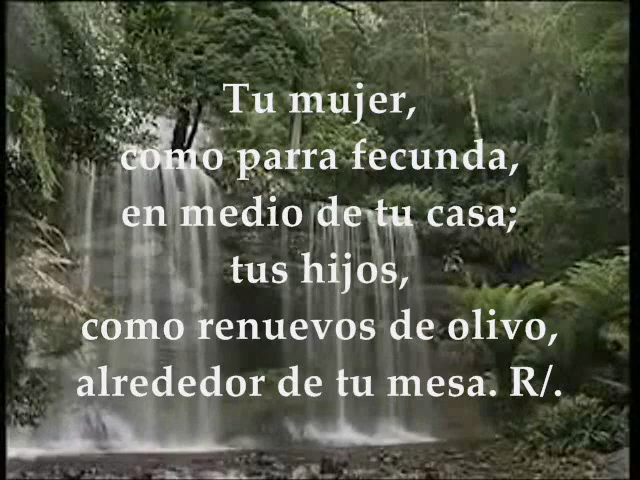 Tu mujer,
como parra fecunda,
en medio de tu casa;
tus hijos,
como renuevos de olivo,
alrededor de tu mesa. R/.